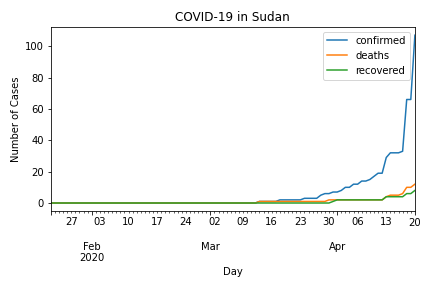 COVID-19 in Sudan
confirmed
deaths
recovered
Number of Cases
100
80
60
40
20
0
27 03 10 17 24 02 09 16 23 30 06 13 20
Feb Mar Apr
2020
Day